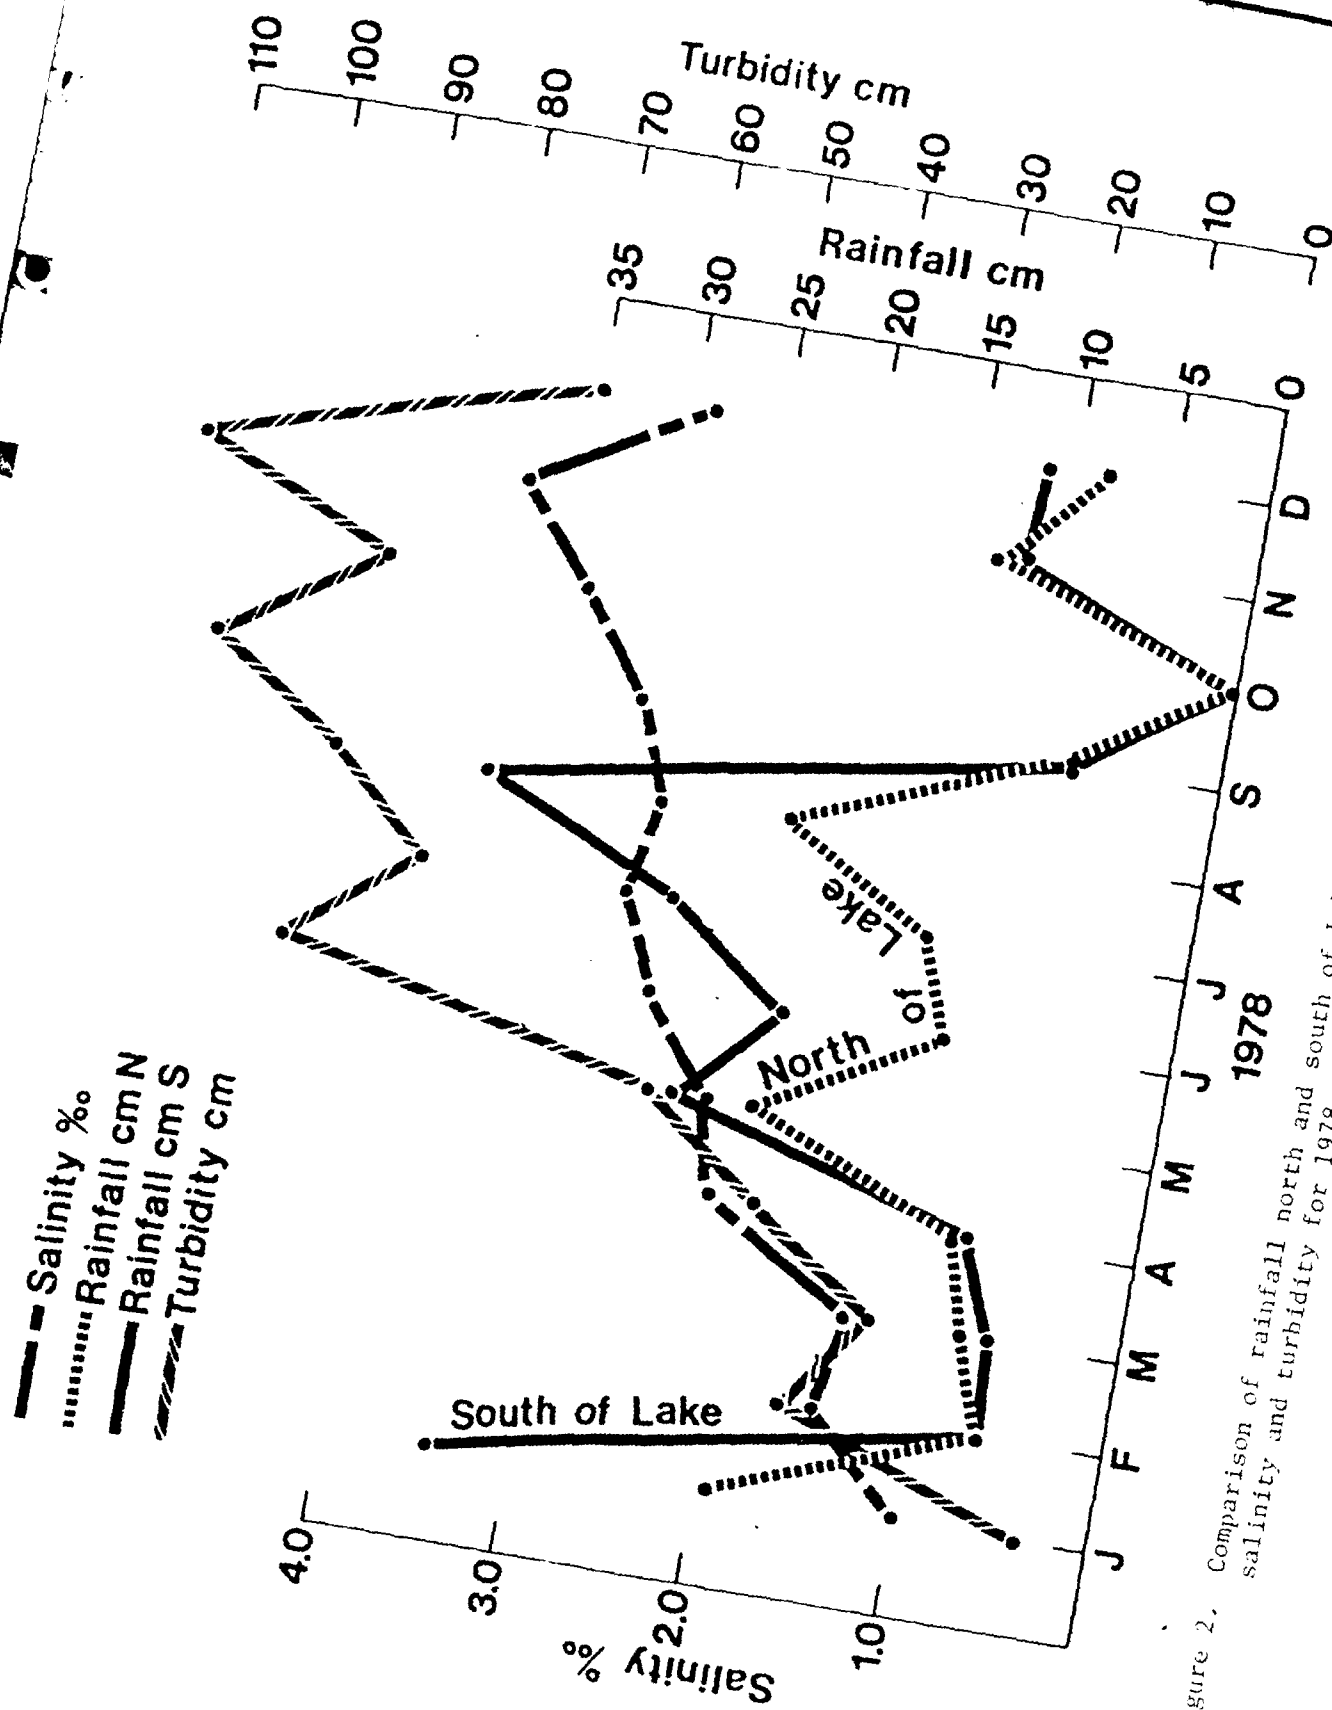 Salinity ‰
Rainfall cm N
Rainfall cm S
Turbidity cm
Salinity ‰
4.0
3.0
2.0
1.0
South of Lake
North of Lake
Turbidity cm
110
100
90
80
70
60
50
40
30
20
10
0
Rainfall cm
35
30
25
20
15
10
5
0
J F M A M J J A S O N D
1978
gure 2. Comparison of rainfall north and south of
salinity and turbidity for 1978